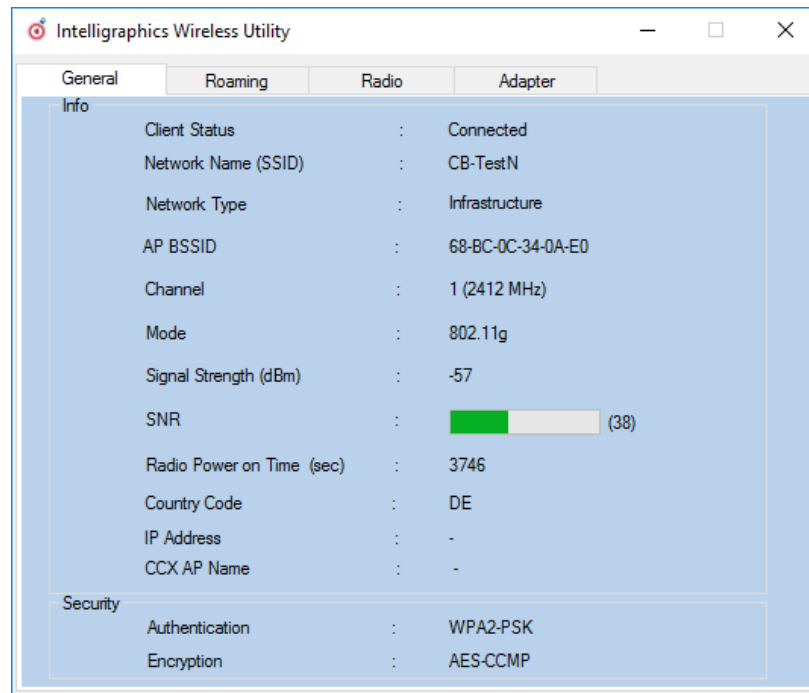 Intelligraphics Wireless Utility
General Roaming Radio Adapter
Info
Client Status : Connected
Network Name (SSID) : CB-TestN
Network Type : Infrastructure
AP BSSID : 68-BC-0C-34-0A-E0
Channel : 1 (2412 MHz)
Mode : 802.11g
Signal Strength (dBm) : -57
SNR : (38)
Radio Power on Time (sec) : 3746
Country Code : DE
IP Address : -
CCX AP Name : -
Security
Authentication : WPA2-PSK
Encryption : AES-CCMP